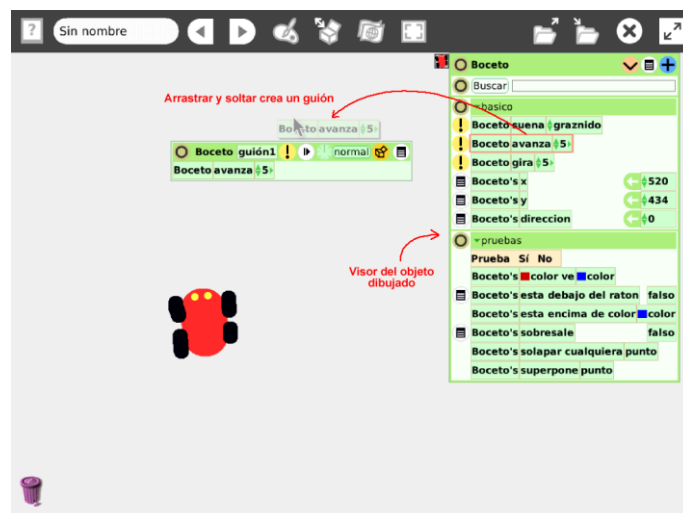 ?
Sin nombre
Arrastrar y soltar crea un guión
Boceto avanza 5
Boceto guión1 ! normal
Boceto avanza 5
Visor del objeto
dibujado
Boceto
Buscar
basico
! Boceto suena graznido
! Boceto avanza 5
! Boceto gira 5
Boceto's x 520
Boceto's y 434
Boceto's direccion 0
pruebas
Prueba Sí No
Boceto's color ve color
Boceto's esta debajo del raton falso
Boceto's esta encima de color color
Boceto's sobresale falso
Boceto's solapar cualquiera punto
Boceto's superpone punto